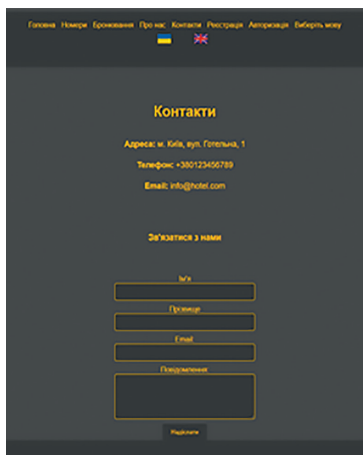 Головна Номери Бронювання Про нас Контакти Реєстрація Авторизація Виберіть мову
Контакти
Адреса: м. Київ, вул. Готельна, 1
Телефон: +380123456789
Email: info@hotel.com
Зв'язатися з нами
Ім'я
Прізвище
Email
Повідомлення
Надіслати